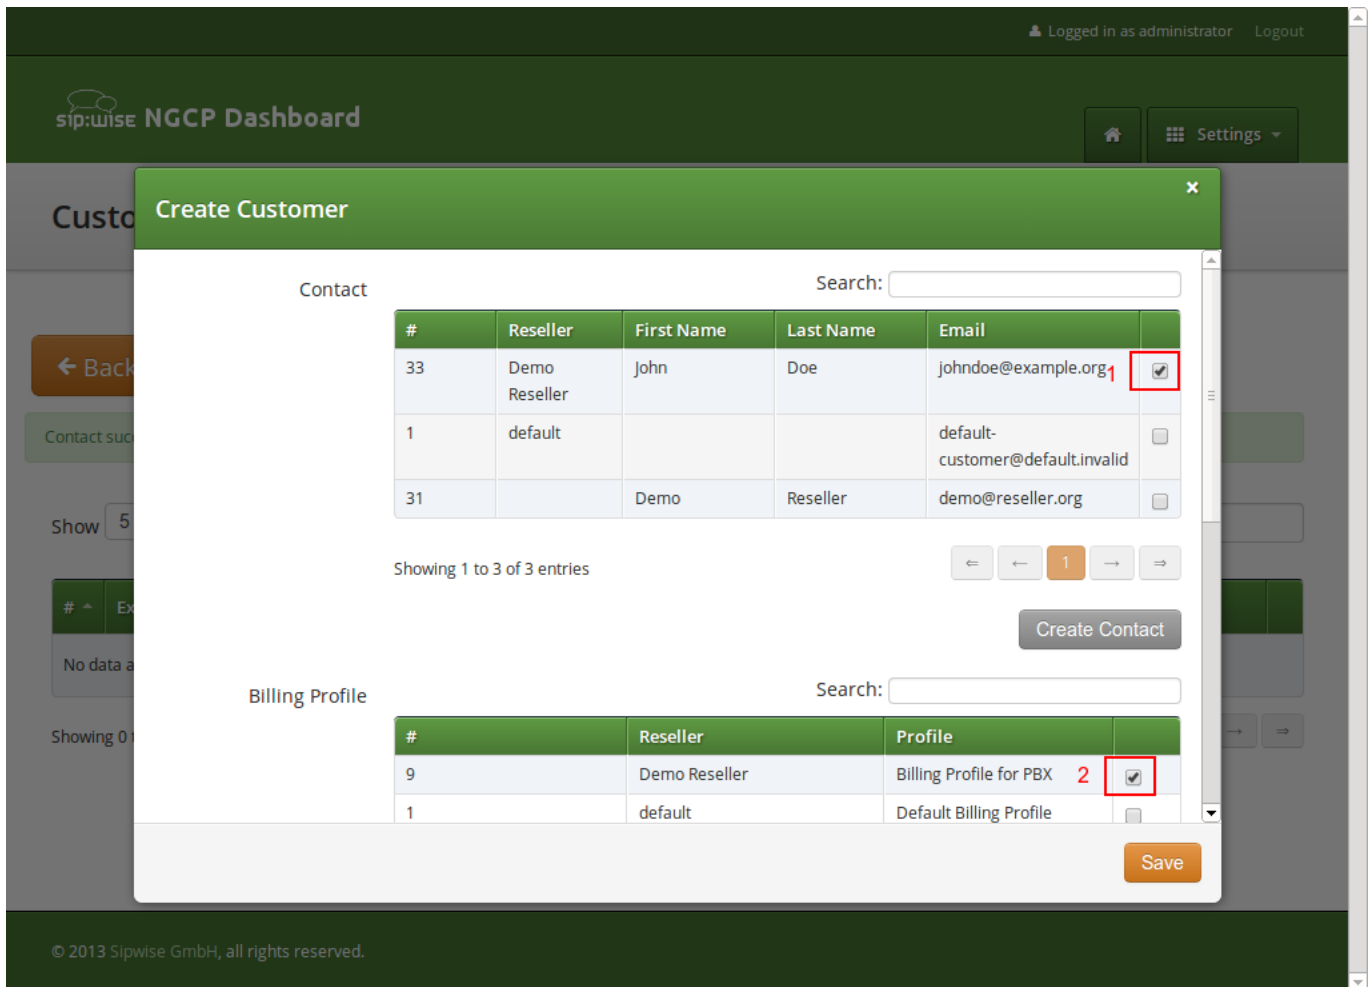 Logged in as administrator Logout
sip:wise NGCP Dashboard
Settings
Custo
Create Customer
×
Back
Contact suc
Show 5
# Ex
No data a
Showing 0 t
Contact
Search:
# Reseller First Name Last Name Email
33 Demo Reseller John Doe johndoe@example.org 1
1 default default-customer@default.invalid
31 Demo Reseller demo@reseller.org
Showing 1 to 3 of 3 entries
⇐ ← 1 → ⇒
Create Contact
Billing Profile
Search:
# Reseller Profile
9 Demo Reseller Billing Profile for PBX 2
1 default Default Billing Profile
→ ⇒
Save
© 2013 Sipwise GmbH, all rights reserved.